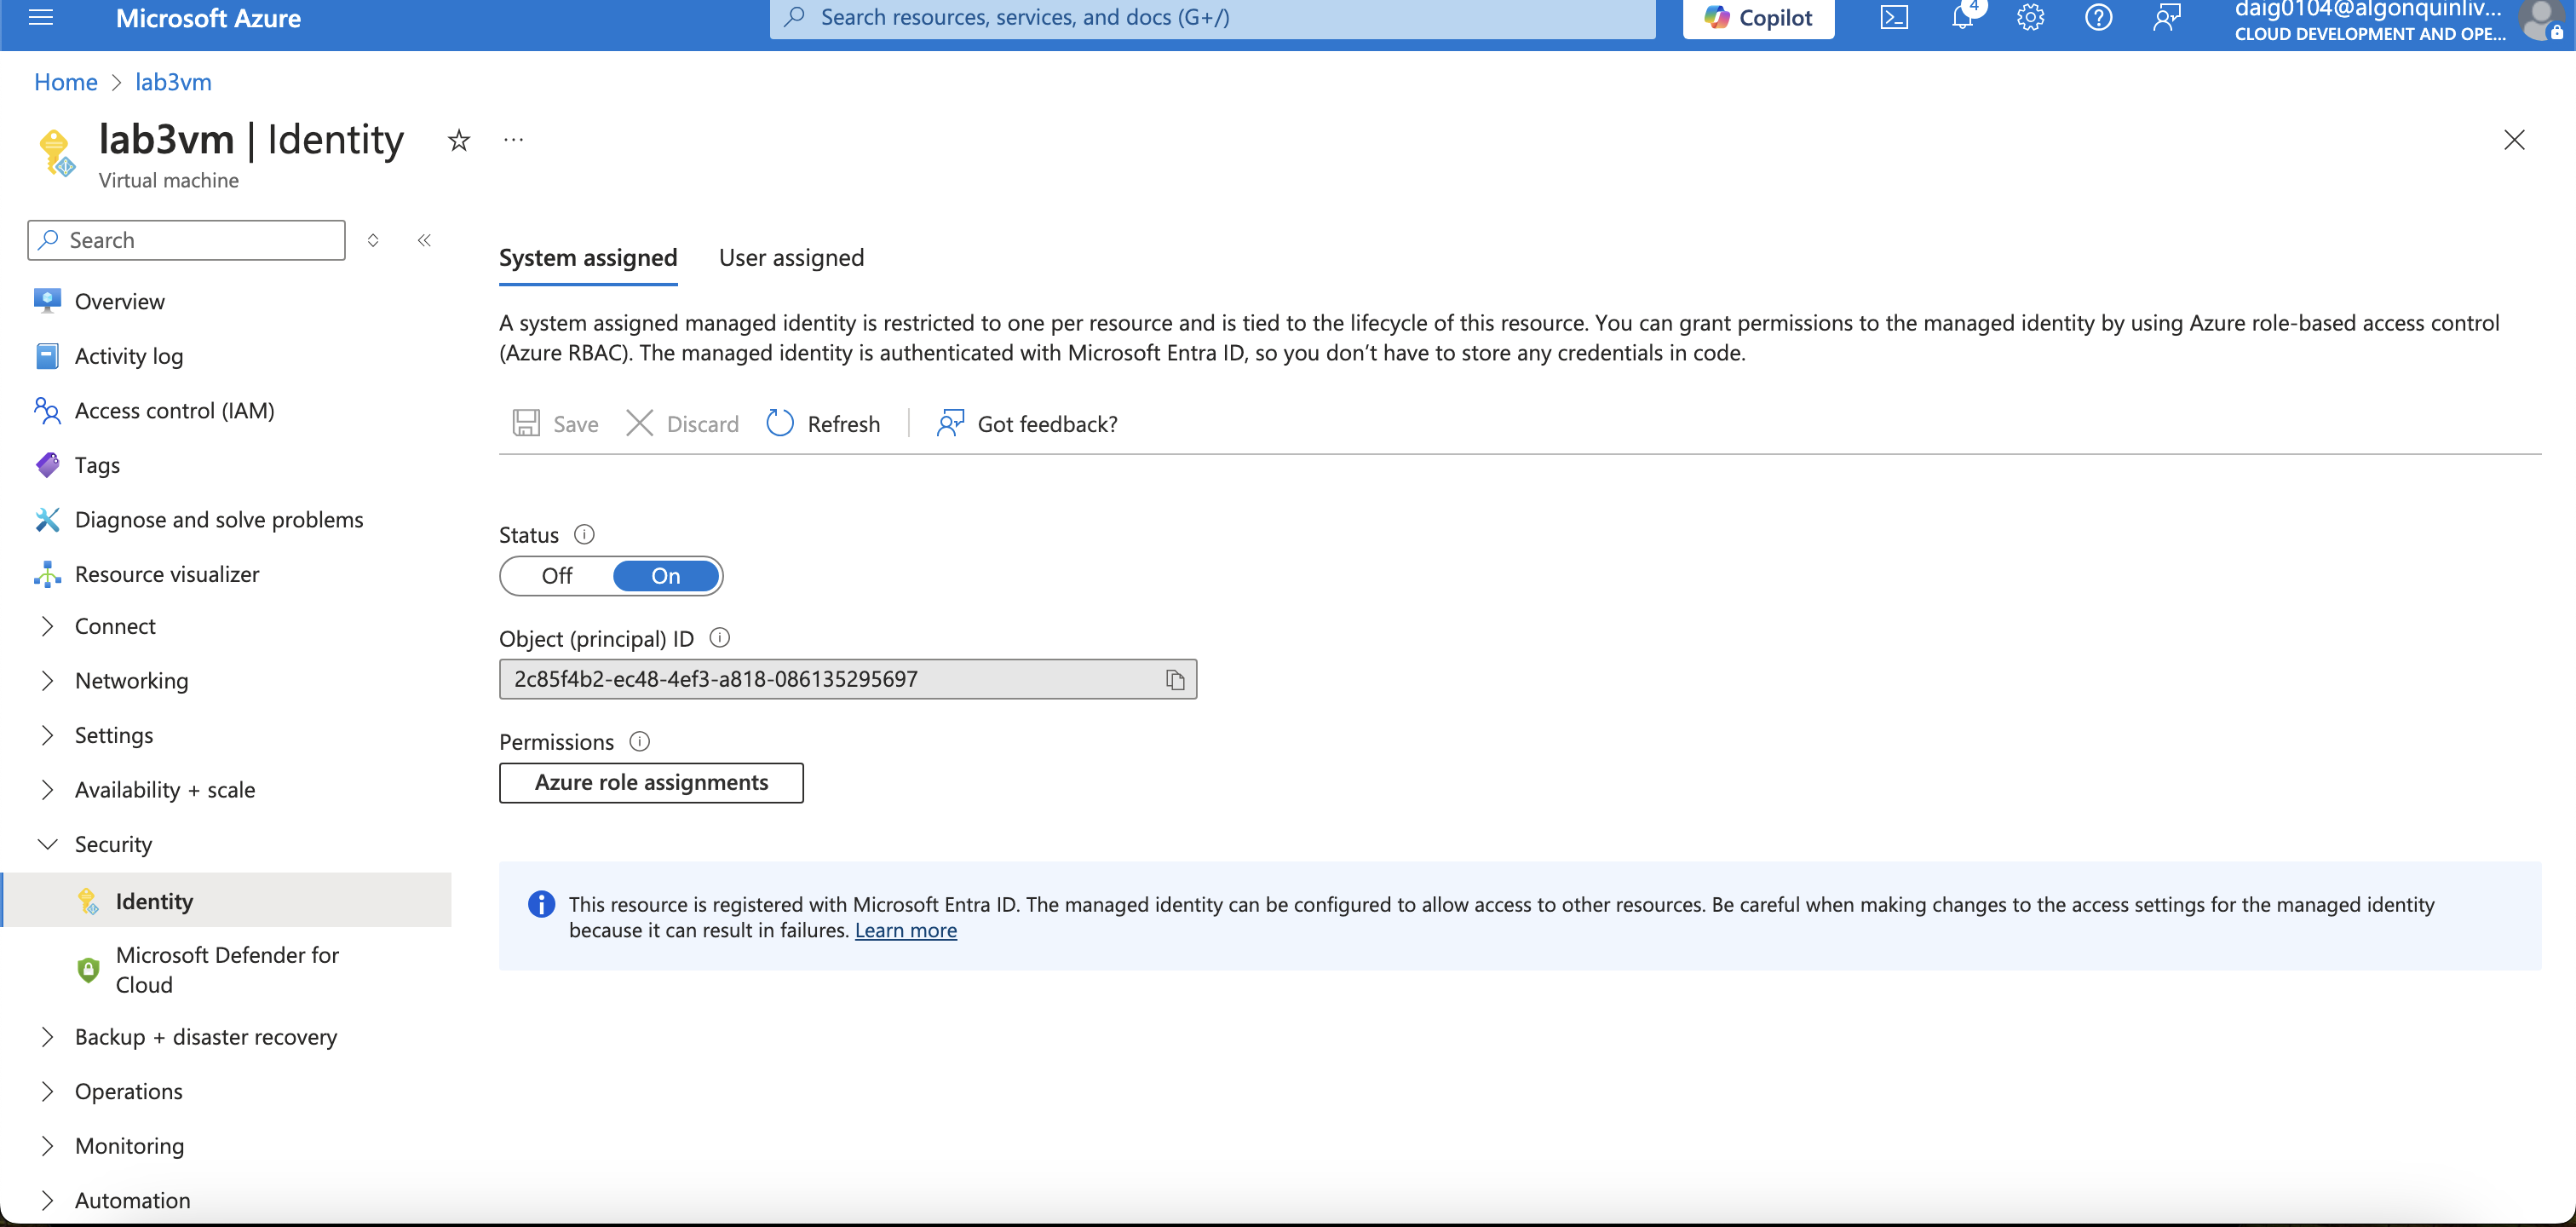 Microsoft Azure
Search resources, services, and docs (G+/)
Copilot
4
daig0104@algonquinliv...
CLOUD DEVELOPMENT AND OPE...
Home > lab3vm
lab3vm | Identity
Virtual machine
Search
Overview
Activity log
Access control (IAM)
Tags
Diagnose and solve problems
Resource visualizer
Connect
Networking
Settings
Availability + scale
Security
Identity
Microsoft Defender for
Cloud
Backup + disaster recovery
Operations
Monitoring
Automation
System assigned User assigned
A system assigned managed identity is restricted to one per resource and is tied to the lifecycle of this resource. You can grant permissions to the managed identity by using Azure role-based access control
(Azure RBAC). The managed identity is authenticated with Microsoft Entra ID, so you don’t have to store any credentials in code.
Save Discard Refresh Got feedback?
Status
Off On
Object (principal) ID
2c85f4b2-ec48-4ef3-a818-086135295697
Permissions
Azure role assignments
This resource is registered with Microsoft Entra ID. The managed identity can be configured to allow access to other resources. Be careful when making changes to the access settings for the managed identity
because it can result in failures. Learn more